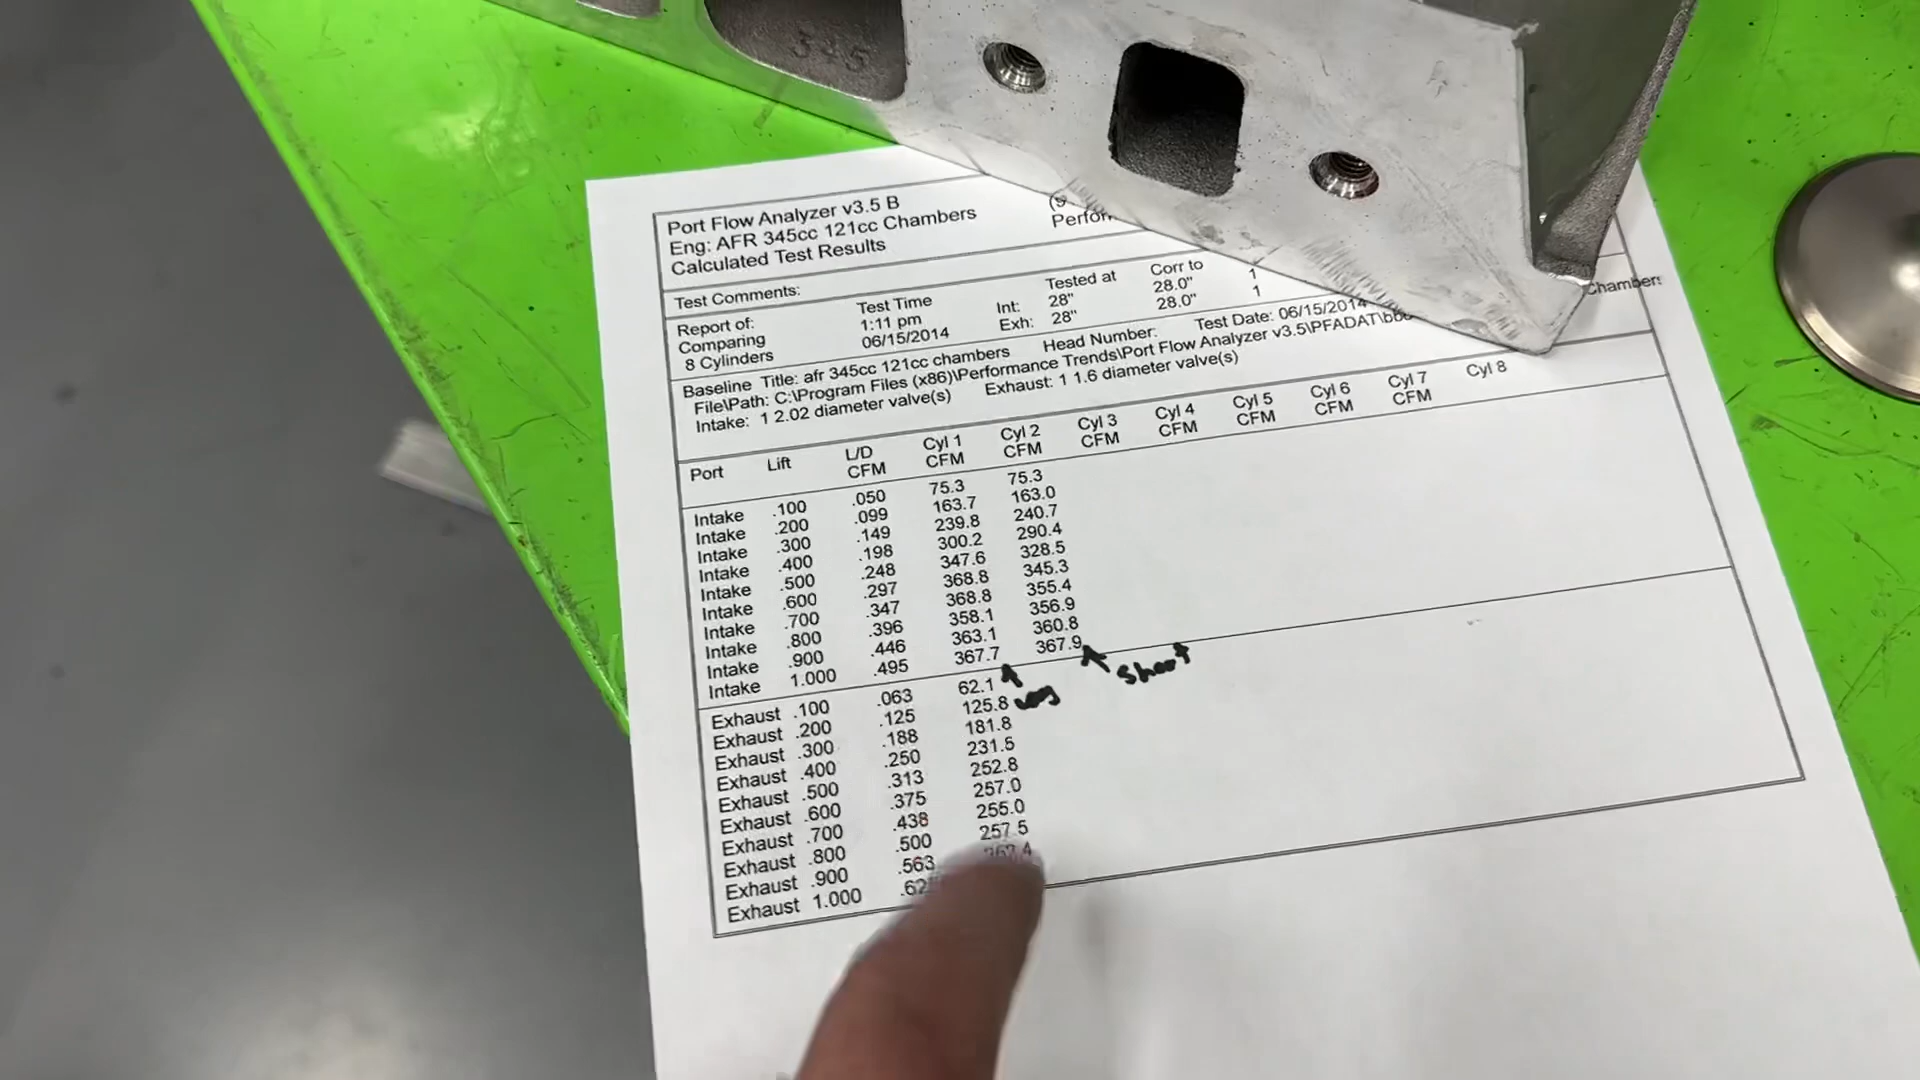 345
Port Flow Analyzer v3.5 B
Eng: AFR 345cc 121cc Chambers
Calculated Test Results
Perfor
Test Comments:
Report of: Test Time Tested at Corr to
Comparing 1:11 pm Int: 28" 28.0" 1
8 Cylinders 06/15/2014 Exh: 28" 28.0" 1
Chambers
Baseline Title: afr 345cc 121cc chambers Head Number: Test Date: 06/15/2014
File\Path: C:\Program Files (x86)\Performance Trends\Port Flow Analyzer v3.5\PFADAT\
Intake: 1 2.02 diameter valve(s) Exhaust: 1 1.6 diameter valve(s)
Port Lift L/D Cyl 1 Cyl 2 Cyl 3 Cyl 4 Cyl 5 Cyl 6 Cyl 7 Cyl 8
CFM CFM CFM CFM CFM CFM CFM CFM
Intake .100 .050 75.3 75.3
Intake .200 .099 163.7 163.0
Intake .300 .149 239.8 240.7
Intake .400 .198 300.2 290.4
Intake .500 .248 347.6 328.5
Intake .600 .297 368.8 345.3
Intake .700 .347 368.8 355.4
Intake .800 .396 358.1 356.9
Intake .900 .446 363.1 360.8
Intake 1.000 .495 367.7 367.9
short
Exhaust .100 .063 62.1
Exhaust .200 .125 125.8
Exhaust .300 .188 181.8
Exhaust .400 .250 231.5
Exhaust .500 .313 252.8
Exhaust .600 .375 257.0
Exhaust .700 .438 255.0
Exhaust .800 .500 257.5
Exhaust .900 .563
Exhaust 1.000